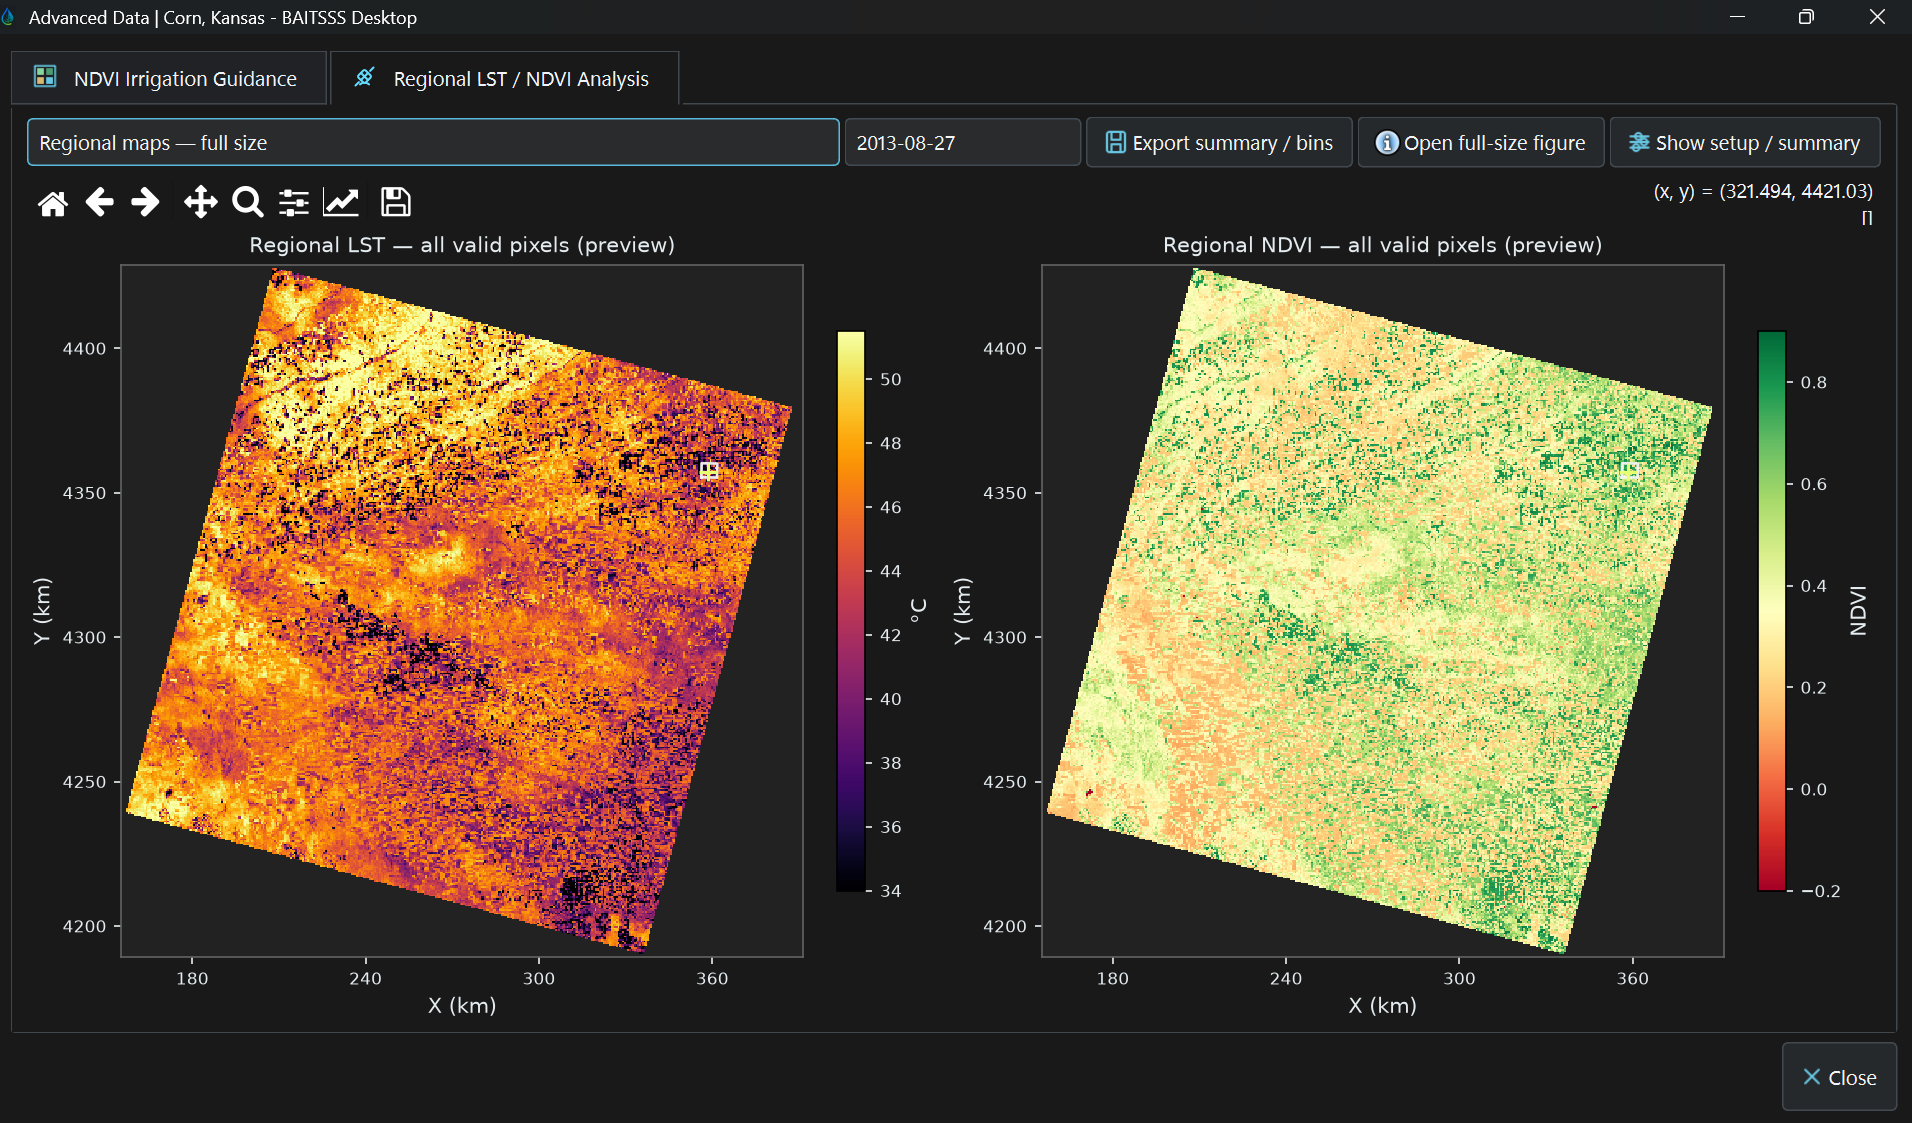 Advanced Data | Corn, Kansas - BAITSSS Desktop
NDVI Irrigation Guidance
Regional LST / NDVI Analysis
Regional maps — full size
2013-08-27
Export summary / bins
Open full-size figure
Show setup / summary
(x, y) = (321.494, 4421.03)
[]
Regional LST — all valid pixels (preview)
4400
4350
4300
4250
4200
Y (km)
180
240
300
360
X (km)
50
48
46
44
42
40
38
36
34
°C
Regional NDVI — all valid pixels (preview)
4400
4350
4300
4250
4200
Y (km)
180
240
300
360
X (km)
0.8
0.6
0.4
0.2
0.0
−0.2
NDVI
Close